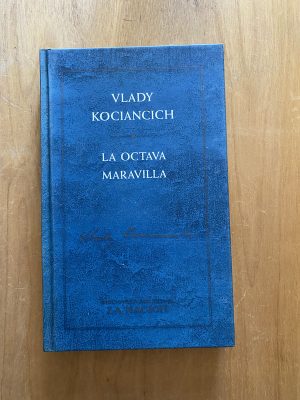 VLADY
KOCIANCICH
LA OCTAVA
MARAVILLA
LA NACION